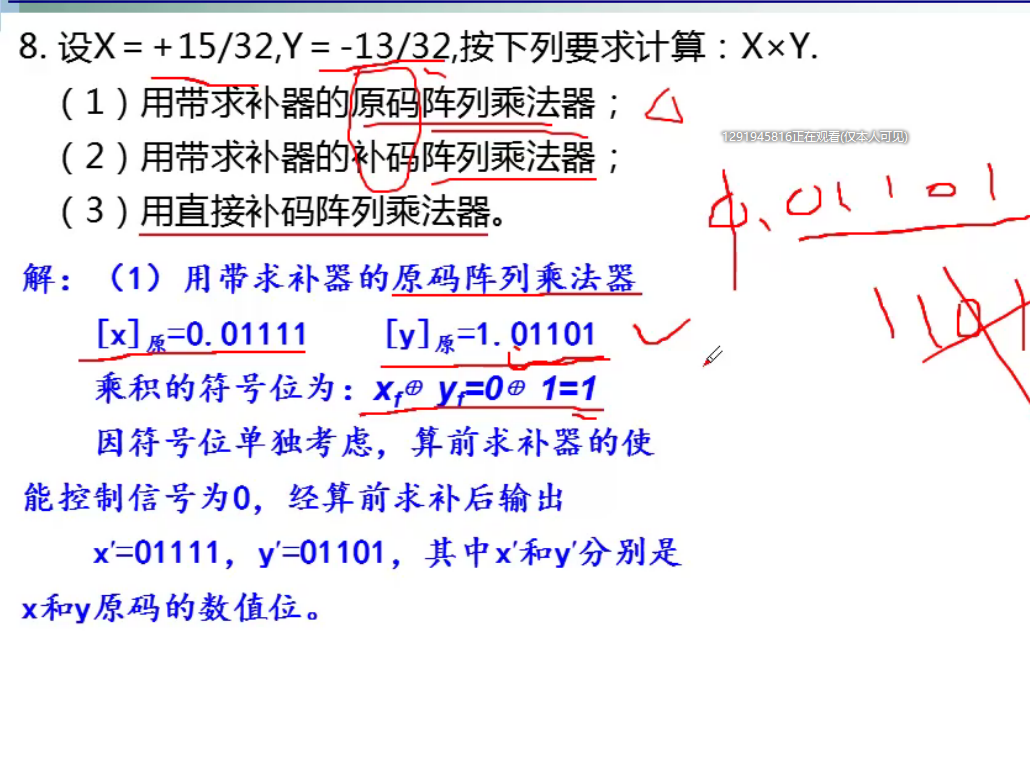 8. 设X = +15/32,Y = -13/32,按下列要求计算：X×Y.
（1）用带求补器的原码阵列乘法器；
1291945816正在观看(仅本人可见)
（2）用带求补器的补码阵列乘法器；
（3）用直接补码阵列乘法器。
01101
解：（1）用带求补器的原码阵列乘法器
[x]原=0.01111 [y]原=1.01101
乘积的符号位为：xf⊕ yf=0⊕ 1=1
因符号位单独考虑，算前求补器的使
能控制信号为0，经算前求补后输出
x′=01111，y′=01101，其中x′和y′分别是
x和y原码的数值位。